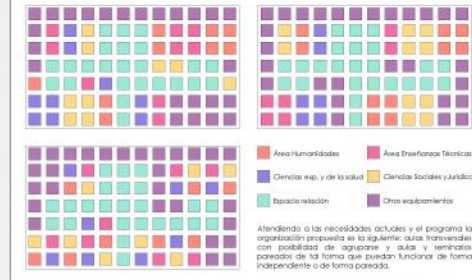 Área Humanidades
Área Enseñanzas Técnicas
Ciencias exp. y de la salud
Ciencias Sociales y Jurídica
Espacio relación
Otros equipamientos
Atendiendo a las necesidades actuales y el programa la
organización propuesta es la siguiente: aulas transversales
con posibilidad de agruparse y aulas y seminarios
pareados de tal forma que puedan funcionar de forma
independiente o de forma pareada.